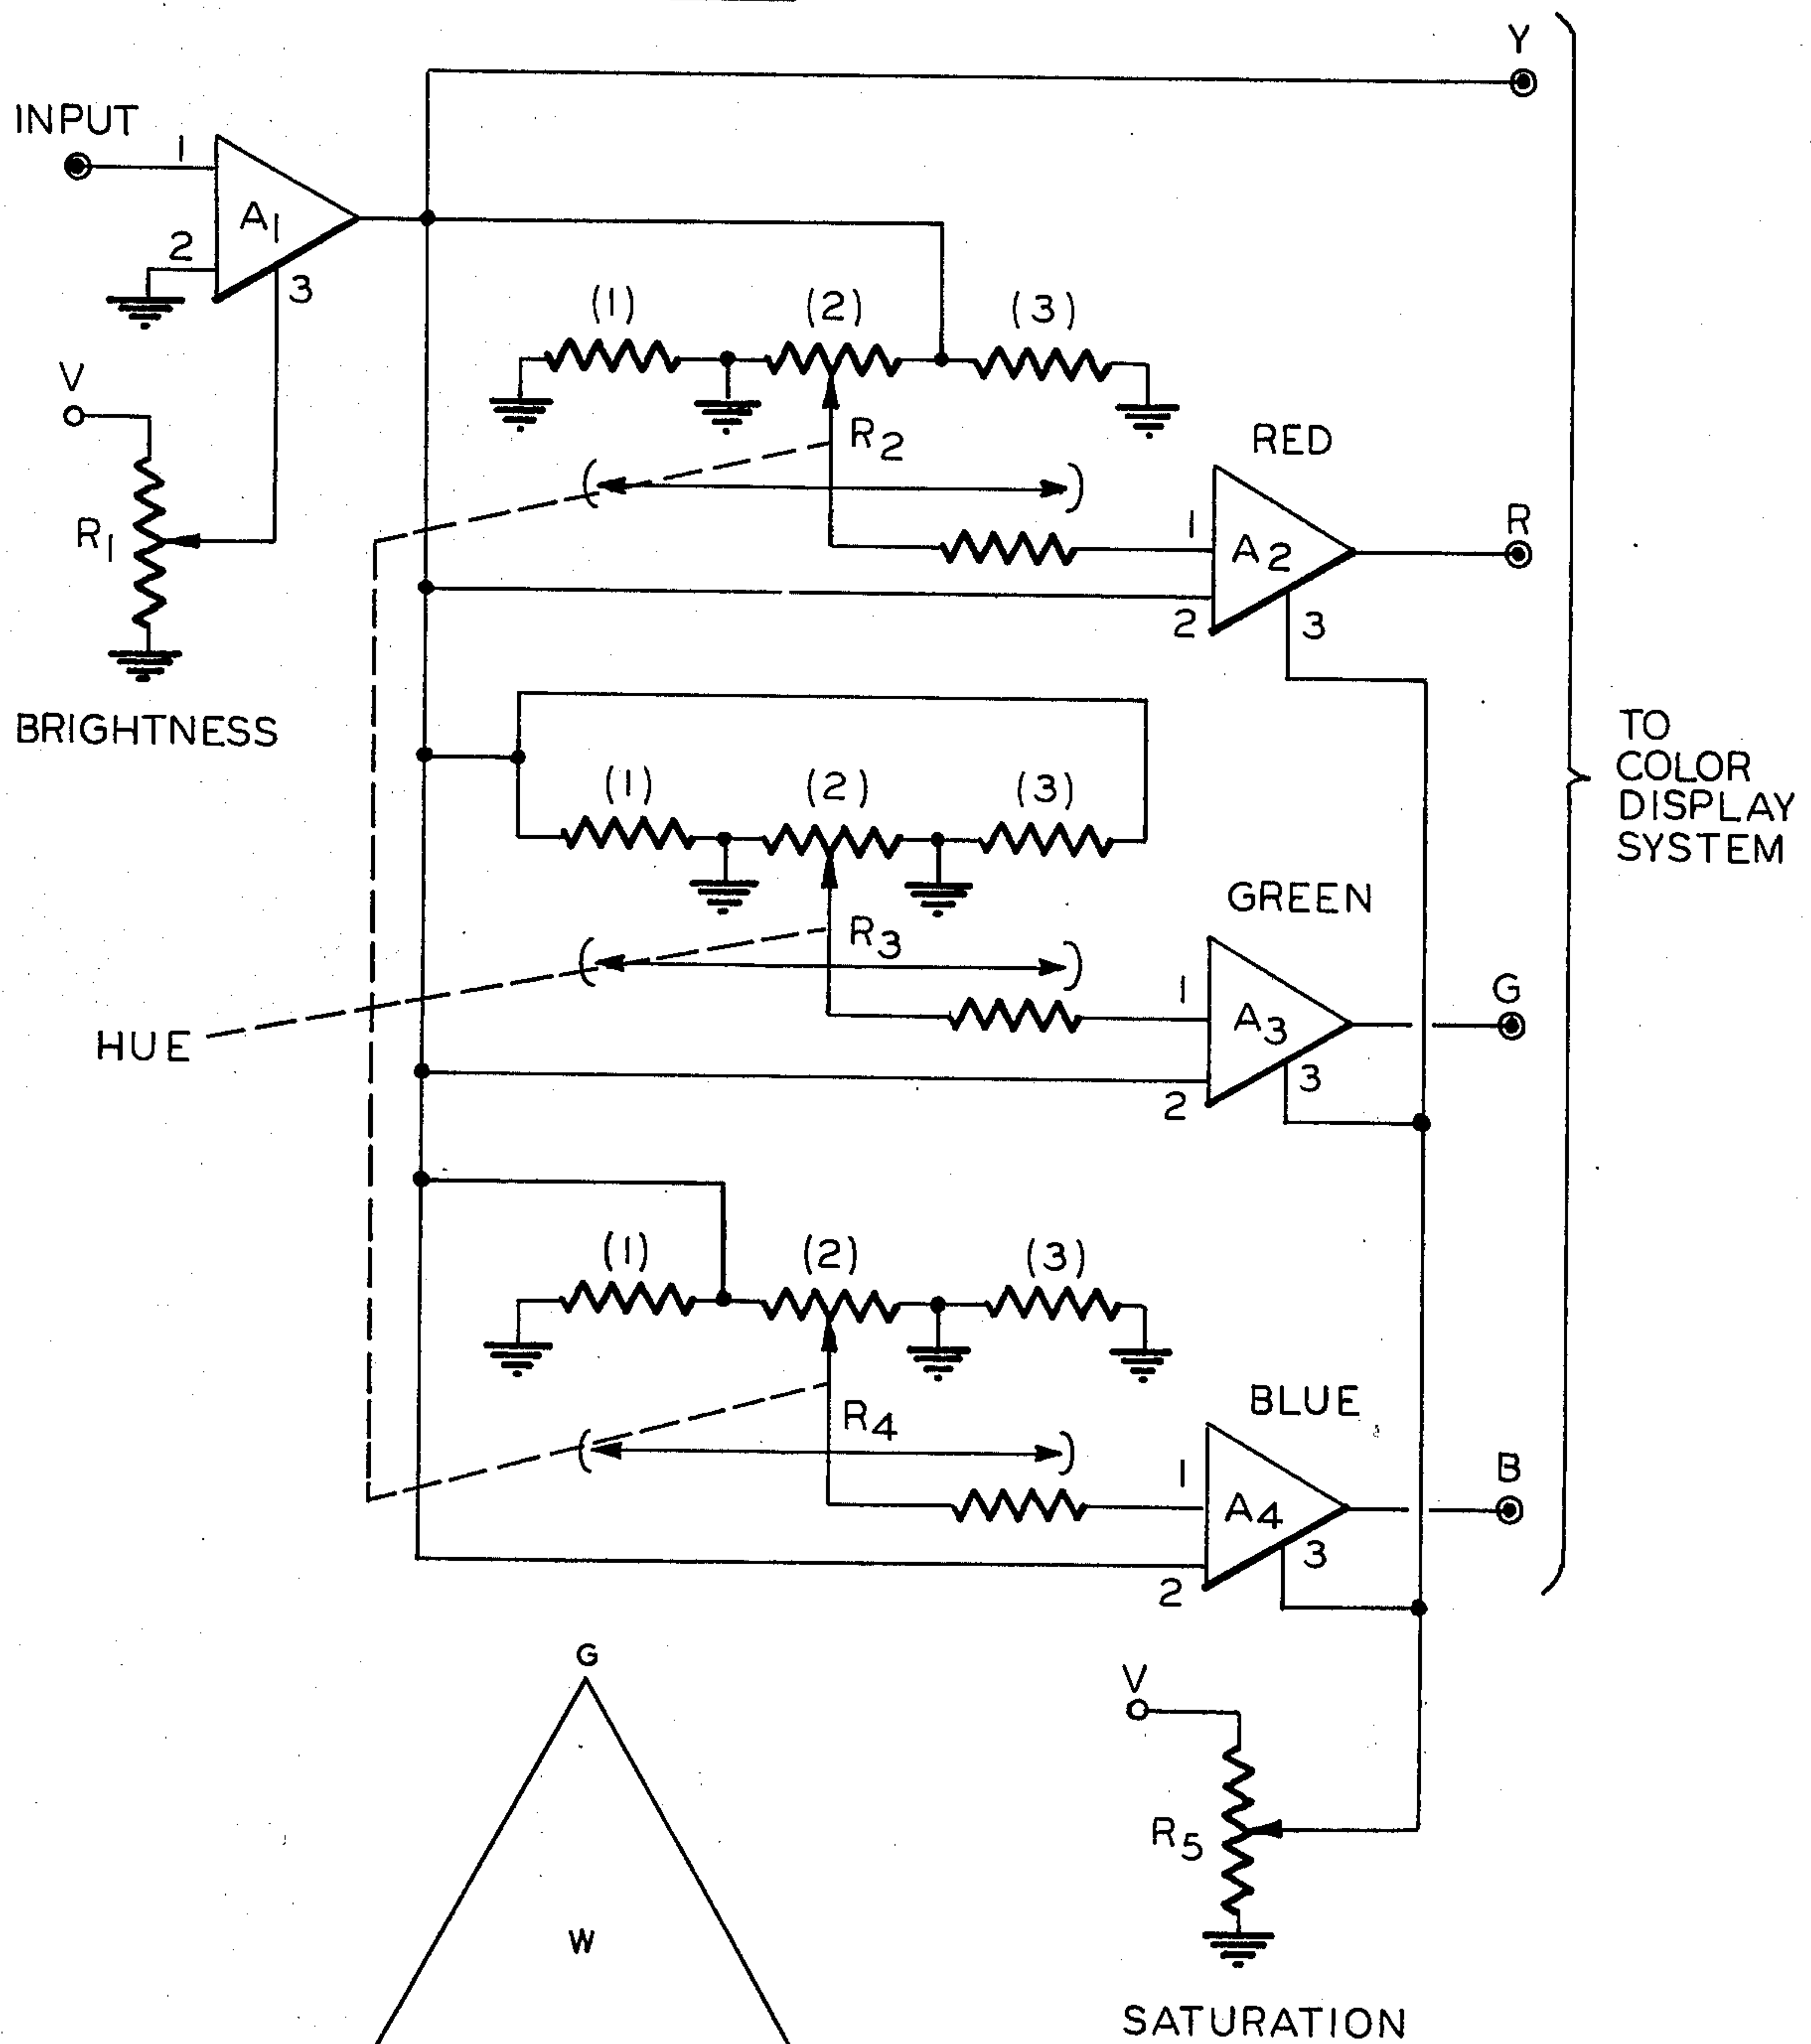 Y
INPUT
1
A1
2
3
(1) (2) (3)
V
R2
RED
R1
1
A2
R
2
3
BRIGHTNESS
TO
COLOR
DISPLAY
SYSTEM
(1) (2) (3)
GREEN
R3
1
G
HUE
A3
3
2
(1) (2) (3)
BLUE
R4
1
B
A4
3
2
G
V
R5
W
SATURATION